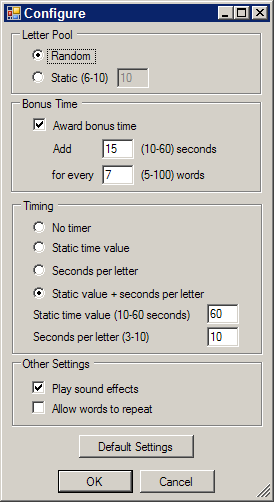 Configure
Letter Pool
Random
Static (6-10) 10
Bonus Time
Award bonus time
Add 15 (10-60) seconds
for every 7 (5-100) words
Timing
No timer
Static time value
Seconds per letter
Static value + seconds per letter
Static time value (10-60 seconds) 60
Seconds per letter (3-10) 10
Other Settings
Play sound effects
Allow words to repeat
Default Settings
OK Cancel